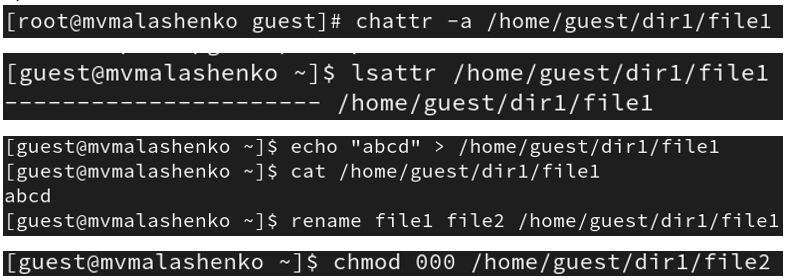 [root@mvmalashenko guest]# chattr -a /home/guest/dir1/file1
[guest@mvmalashenko ~]$ lsattr /home/guest/dir1/file1
---------------------- /home/guest/dir1/file1
[guest@mvmalashenko ~]$ echo "abcd" > /home/guest/dir1/file1
[guest@mvmalashenko ~]$ cat /home/guest/dir1/file1
abcd
[guest@mvmalashenko ~]$ rename file1 file2 /home/guest/dir1/file1
[guest@mvmalashenko ~]$ chmod 000 /home/guest/dir1/file2